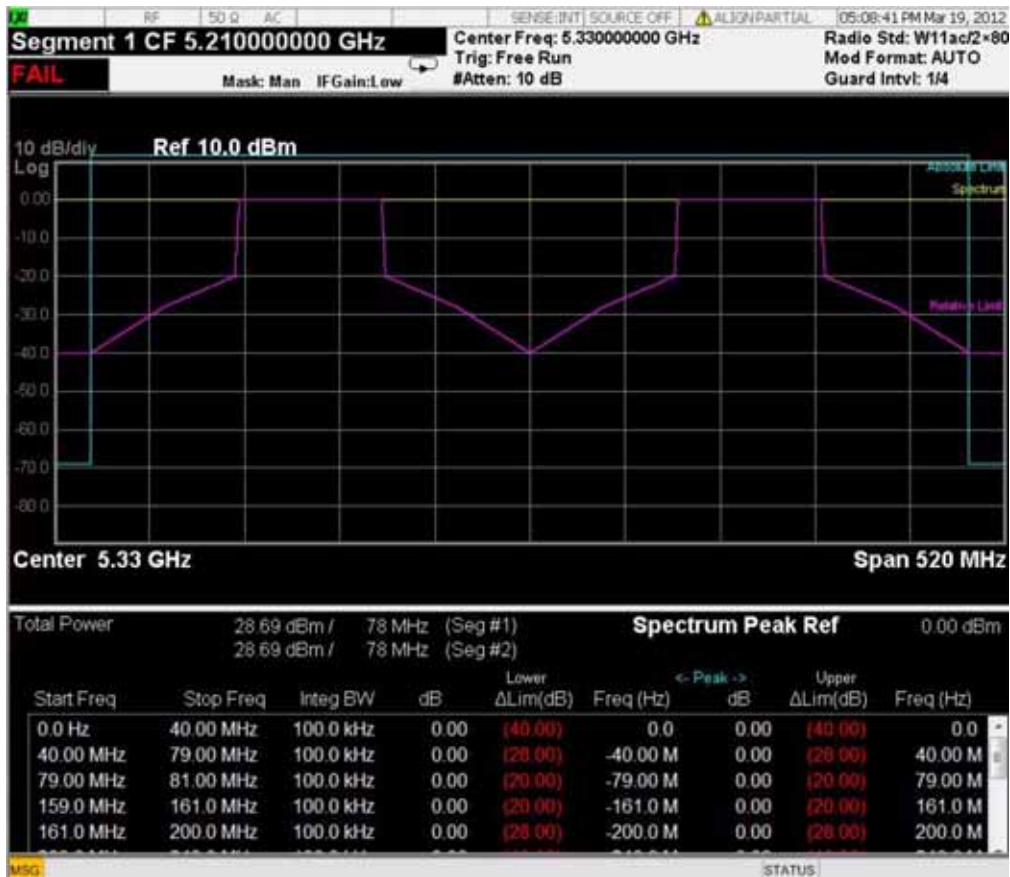 LXI RF 50 Ω AC SENSE:INT SOURCE OFF ALIGN PARTIAL 05:08:41 PM Mar 19, 2012
Segment 1 CF 5.210000000 GHz
Center Freq: 5.330000000 GHz
Radio Std: W11ac/2×80
Trig: Free Run
Mod Format: AUTO
FAIL
Mask: Man IFGain:Low
#Atten: 10 dB
Guard Intvl: 1/4
10 dB/div Ref 10.0 dBm
Log
Absolute Limit
Spectrum
0.00
-10.0
-20.0
-30.0
Relative Limit
-40.0
-50.0
-60.0
-70.0
-80.0
Center 5.33 GHz
Span 520 MHz
Total Power 28.69 dBm / 78 MHz (Seg #1) Spectrum Peak Ref 0.00 dBm
28.69 dBm / 78 MHz (Seg #2)
Lower <- Peak -> Upper
Start Freq Stop Freq Integ BW dB ΔLim(dB) Freq (Hz) dB ΔLim(dB) Freq (Hz)
0.0 Hz 40.00 MHz 100.0 kHz 0.00 (40.00) 0.0 0.00 (40.00) 0.0
40.00 MHz 79.00 MHz 100.0 kHz 0.00 (28.00) -40.00 M 0.00 (28.00) 40.00 M
79.00 MHz 81.00 MHz 100.0 kHz 0.00 (20.00) -79.00 M 0.00 (20.00) 79.00 M
159.0 MHz 161.0 MHz 100.0 kHz 0.00 (20.00) -161.0 M 0.00 (20.00) 161.0 M
161.0 MHz 200.0 MHz 100.0 kHz 0.00 (28.00) -200.0 M 0.00 (28.00) 200.0 M
MSG STATUS